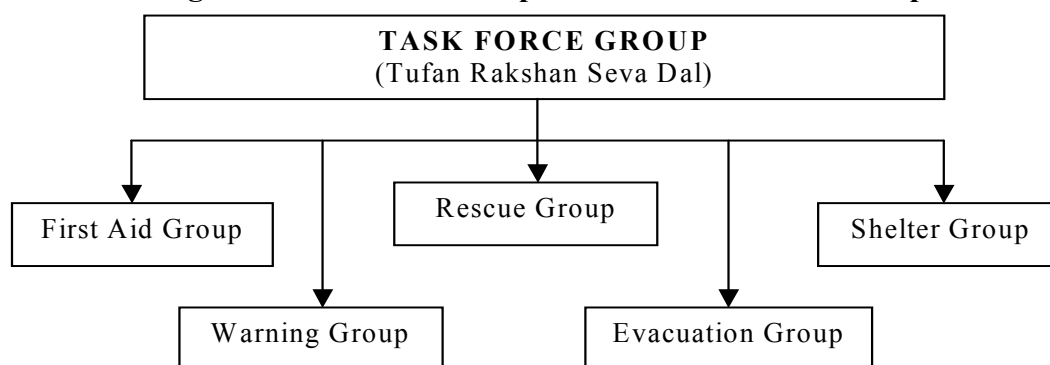 TASK FORCE GROUP
(Tufan Rakshan Seva Dal)
First Aid Group
Rescue Group
Shelter Group
Warning Group
Evacuation Group